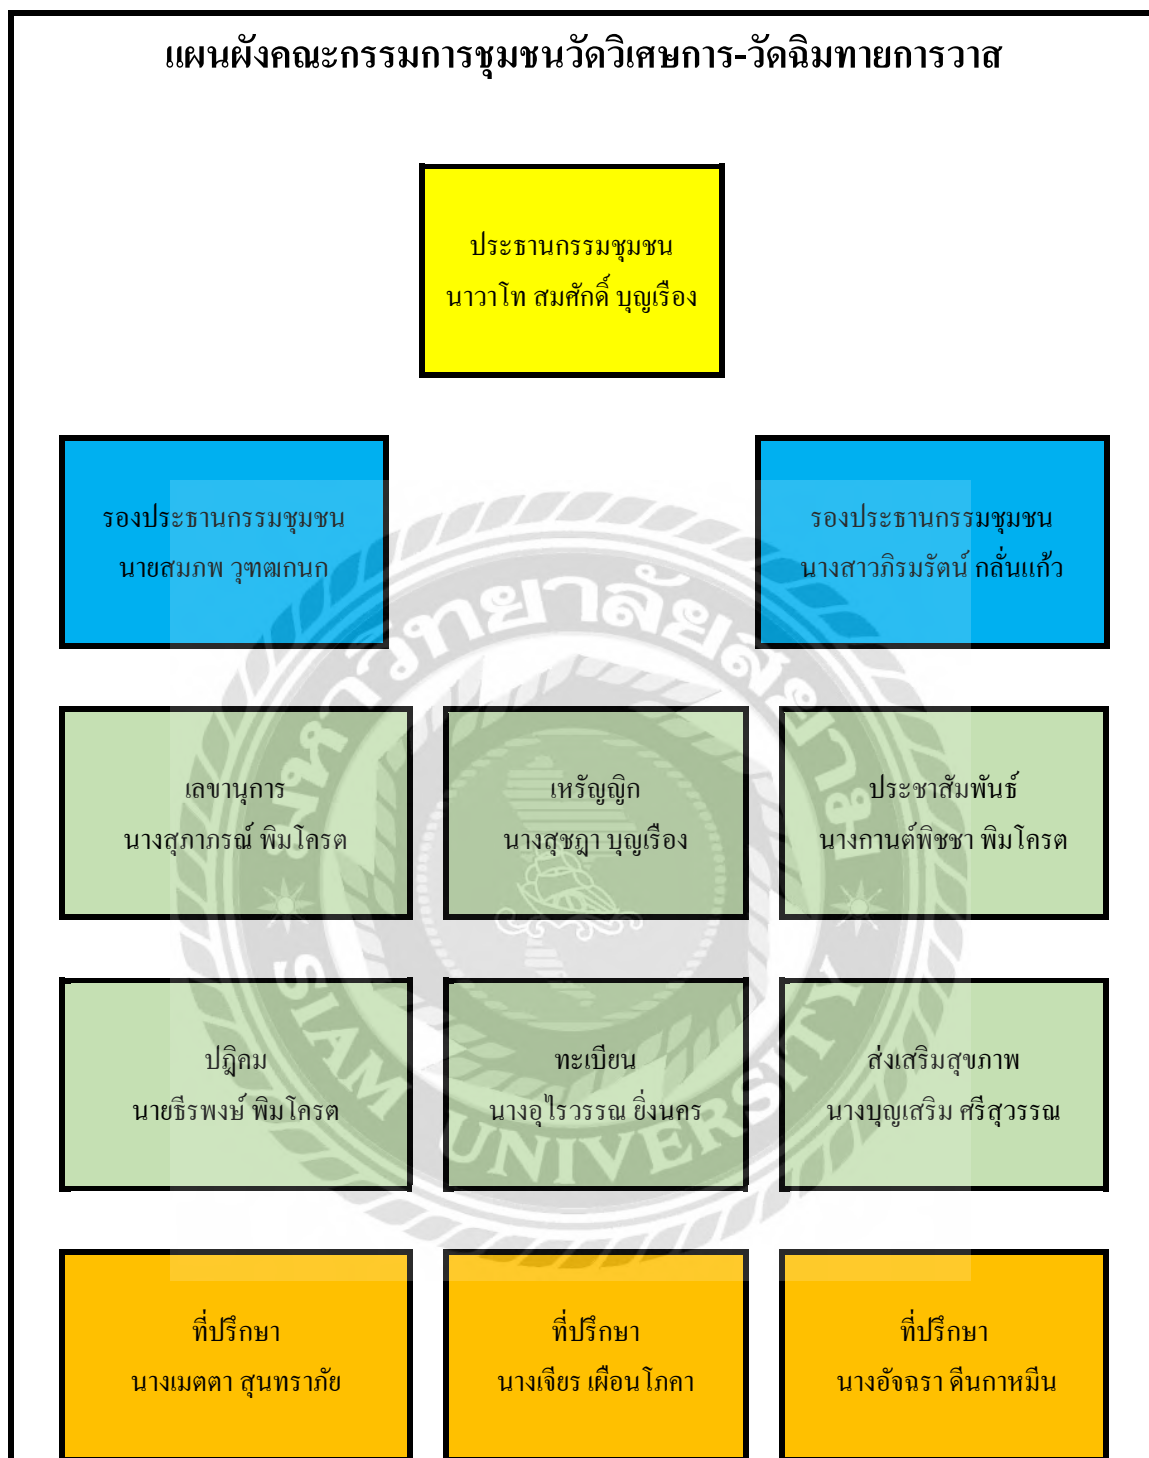 แผนผังคณะกรรมการชุมชนวัดวิเศษการ-วัดฉิมทายการวาส
ประธานกรรมชุมชน
นาวาโท สมศักดิ์ บุญเรือง
รองประธานกรรมชุมชน
นายสมภพ วุฑฒกนก
รองประธานกรรมชุมชน
นางสาวภิรมรัตน์ กลั่นแก้ว
เลขานุการ
นางสุภาภรณ์ พิมโครต
เหรัญญิก
นางสุชฎา บุญเรือง
ประชาสัมพันธ์
นางกานต์พิชชา พิมโครต
ปฎิคม
นายธีรพงษ์ พิมโครต
ทะเบียน
นางอุไรวรรณ ยิ่งนคร
ส่งเสริมสุขภาพ
นางบุญเสริม ศรีสุวรรณ
ที่ปรึกษา
นางเมตตา สุนทราภัย
ที่ปรึกษา
นางเจียร เผือนโภคา
ที่ปรึกษา
นางอัจฉรา ดีนกาหมีน
มหาวิทยาลัยสยาม
SIAM UNIVERSITY